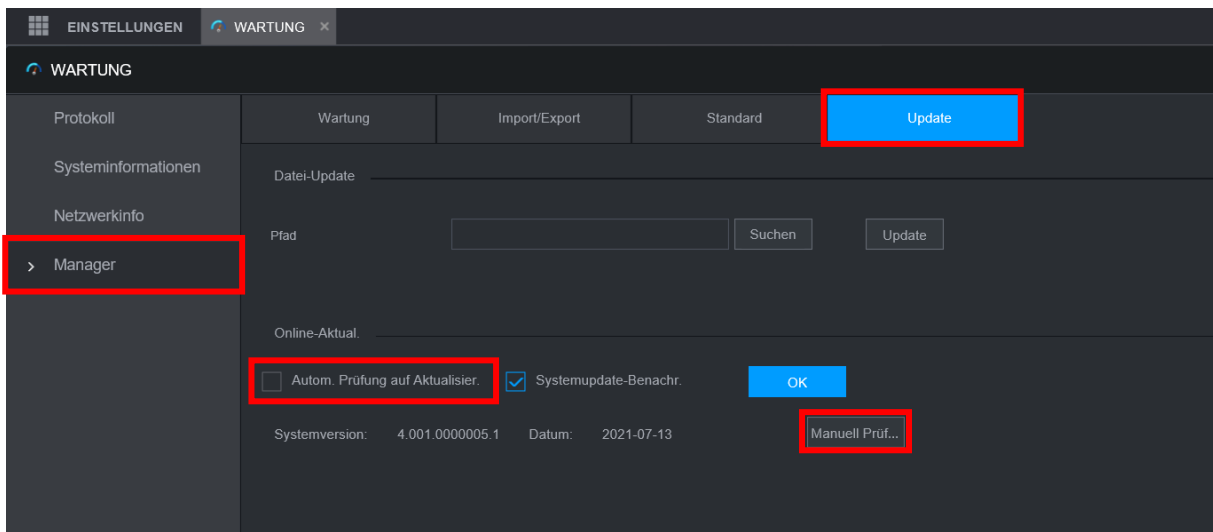 EINSTELLUNGEN WARTUNG ×
WARTUNG
Protokoll Wartung Import/Export Standard Update
Systeminformationen
Datei-Update
Netzwerkinfo
Pfad Suchen Update
> Manager
Online-Aktual.
Autom. Prüfung auf Aktualisier. Systemupdate-Benachr. OK
Systemversion: 4.001.0000005.1 Datum: 2021-07-13 Manuell Prüf...